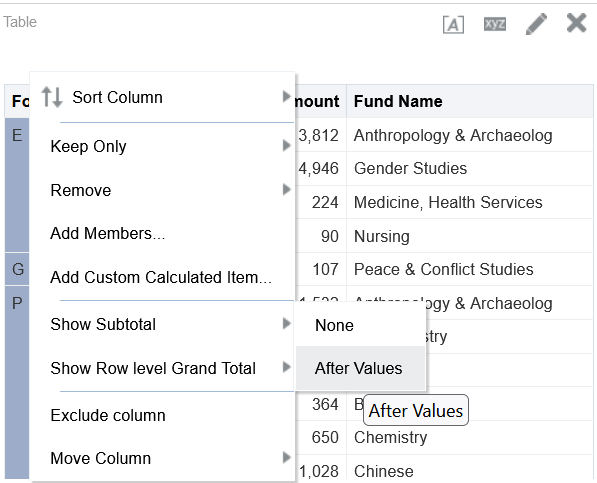 Table
[A] xyz
Fo
mount Fund Name
E
3,812 Anthropology & Archaeolog
4,946 Gender Studies
224 Medicine, Health Services
90 Nursing
G
107 Peace & Conflict Studies
P
Anthropology & Archaeolog
stry
364 B
650 Chemistry
1,028 Chinese
Sort Column
Keep Only
Remove
Add Members...
Add Custom Calculated Item...
Show Subtotal
Show Row level Grand Total
Exclude column
Move Column
None
After Values
After Values